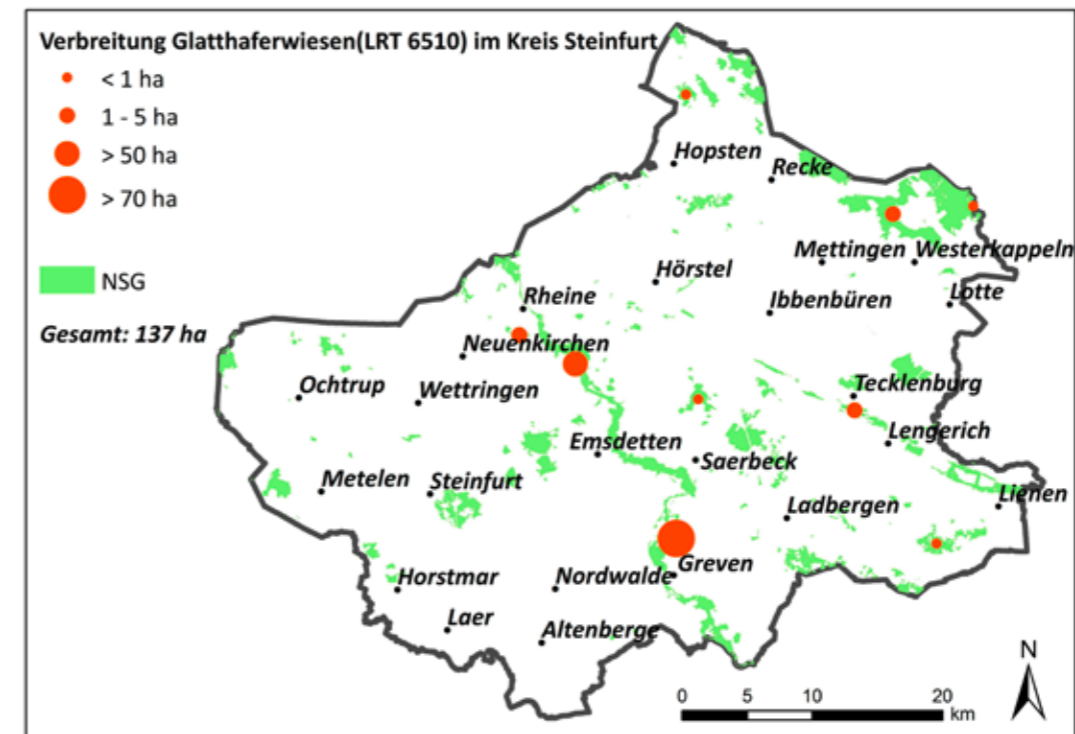 Verbreitung Glatthaferwiesen(LRT 6510) im Kreis Steinfurt
< 1 ha
1 - 5 ha
> 50 ha
> 70 ha
NSG
Gesamt: 137 ha
Hopsten
Recke
Mettingen
Westerkappeln
Hörstel
Ibbenbüren
Lotte
Rheine
Neuenkirchen
Ochtrup
Wettringen
Tecklenburg
Lengerich
Emsdetten
Saerbeck
Metelen
Steinfurt
Ladbergen
Lienen
Greven
Horstmar
Nordwalde
Laer
Altenberge
N
0 5 10 20
km